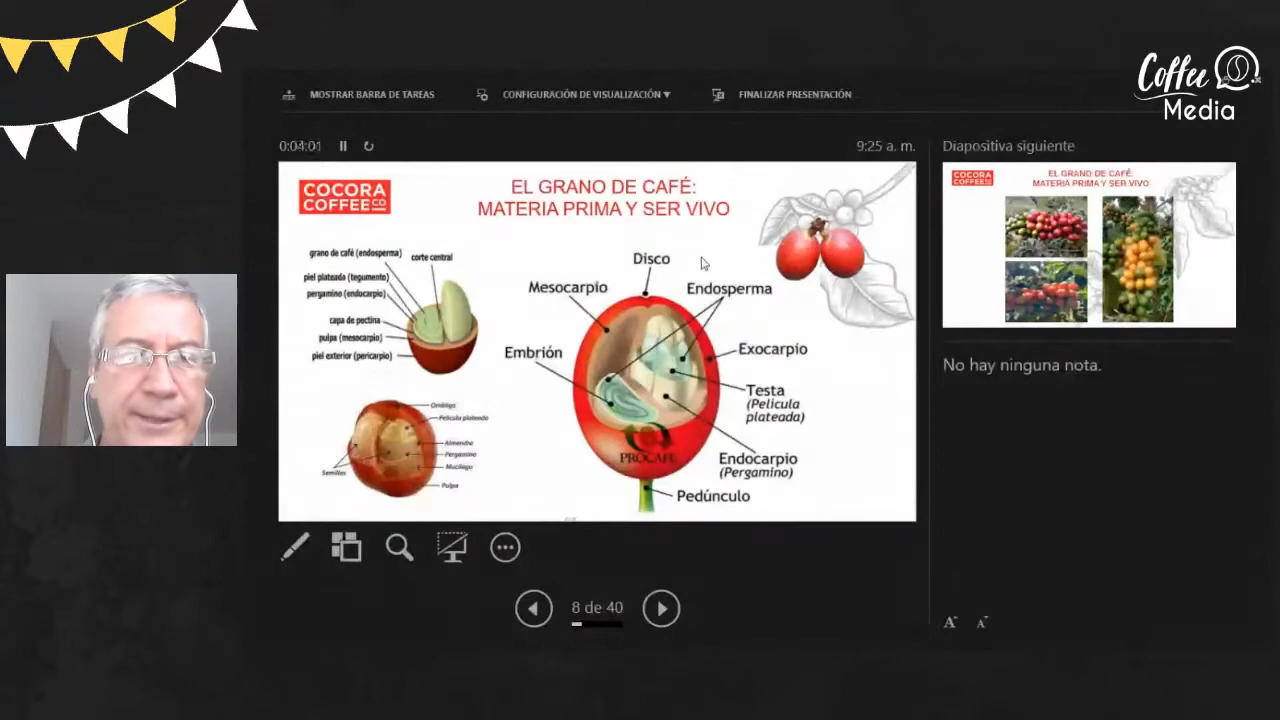 Coffee
Media
MOSTRAR BARRA DE TAREAS
CONFIGURACIÓN DE VISUALIZACIÓN ▼
FINALIZAR PRESENTACIÓN
0:04:01
9:25 a. m.
Diapositiva siguiente
COCORA
COFFEE CO
EL GRANO DE CAFÉ:
MATERIA PRIMA Y SER VIVO
grano de café (endosperma)
corte central
piel plateada (tegumento)
pergamino (endocarpio)
capa de pectina
pulpa (mesocarpio)
piel exterior (pericarpio)
Disco
Mesocarpio
Endosperma
Embrión
Exocarpio
Testa
(Pelicula
plateada)
Endocarpio
(Pergamino)
Pedúnculo
PROCAFE
Ombligo
Pelicula plateada
Almendra
Pergamino
Mucílago
Semillas
Pulpa
COCORA
COFFEE CO
EL GRANO DE CAFÉ:
MATERIA PRIMA Y SER VIVO
No hay ninguna nota.
8 de 40
A A